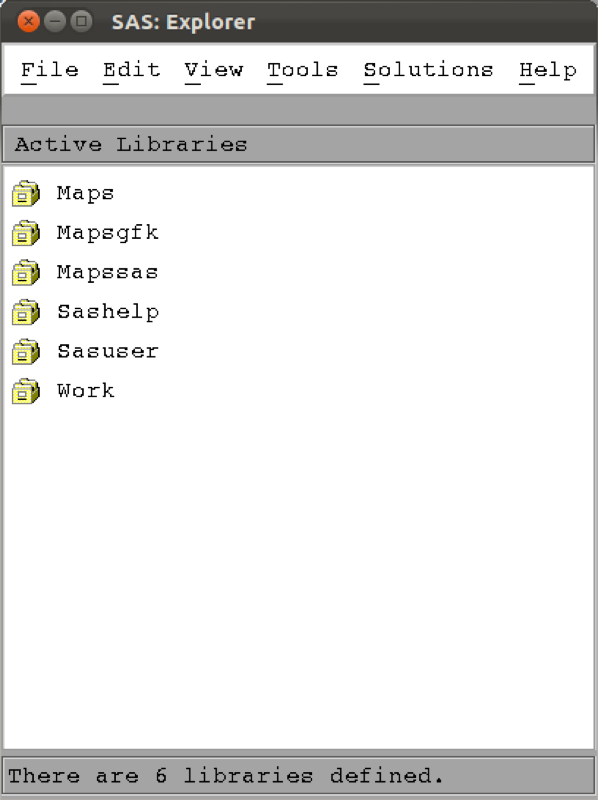 SAS: Explorer
File Edit View Tools Solutions Help
Active Libraries
Maps
Mapsgfk
Mapssas
Sashelp
Sasuser
Work
There are 6 libraries defined.